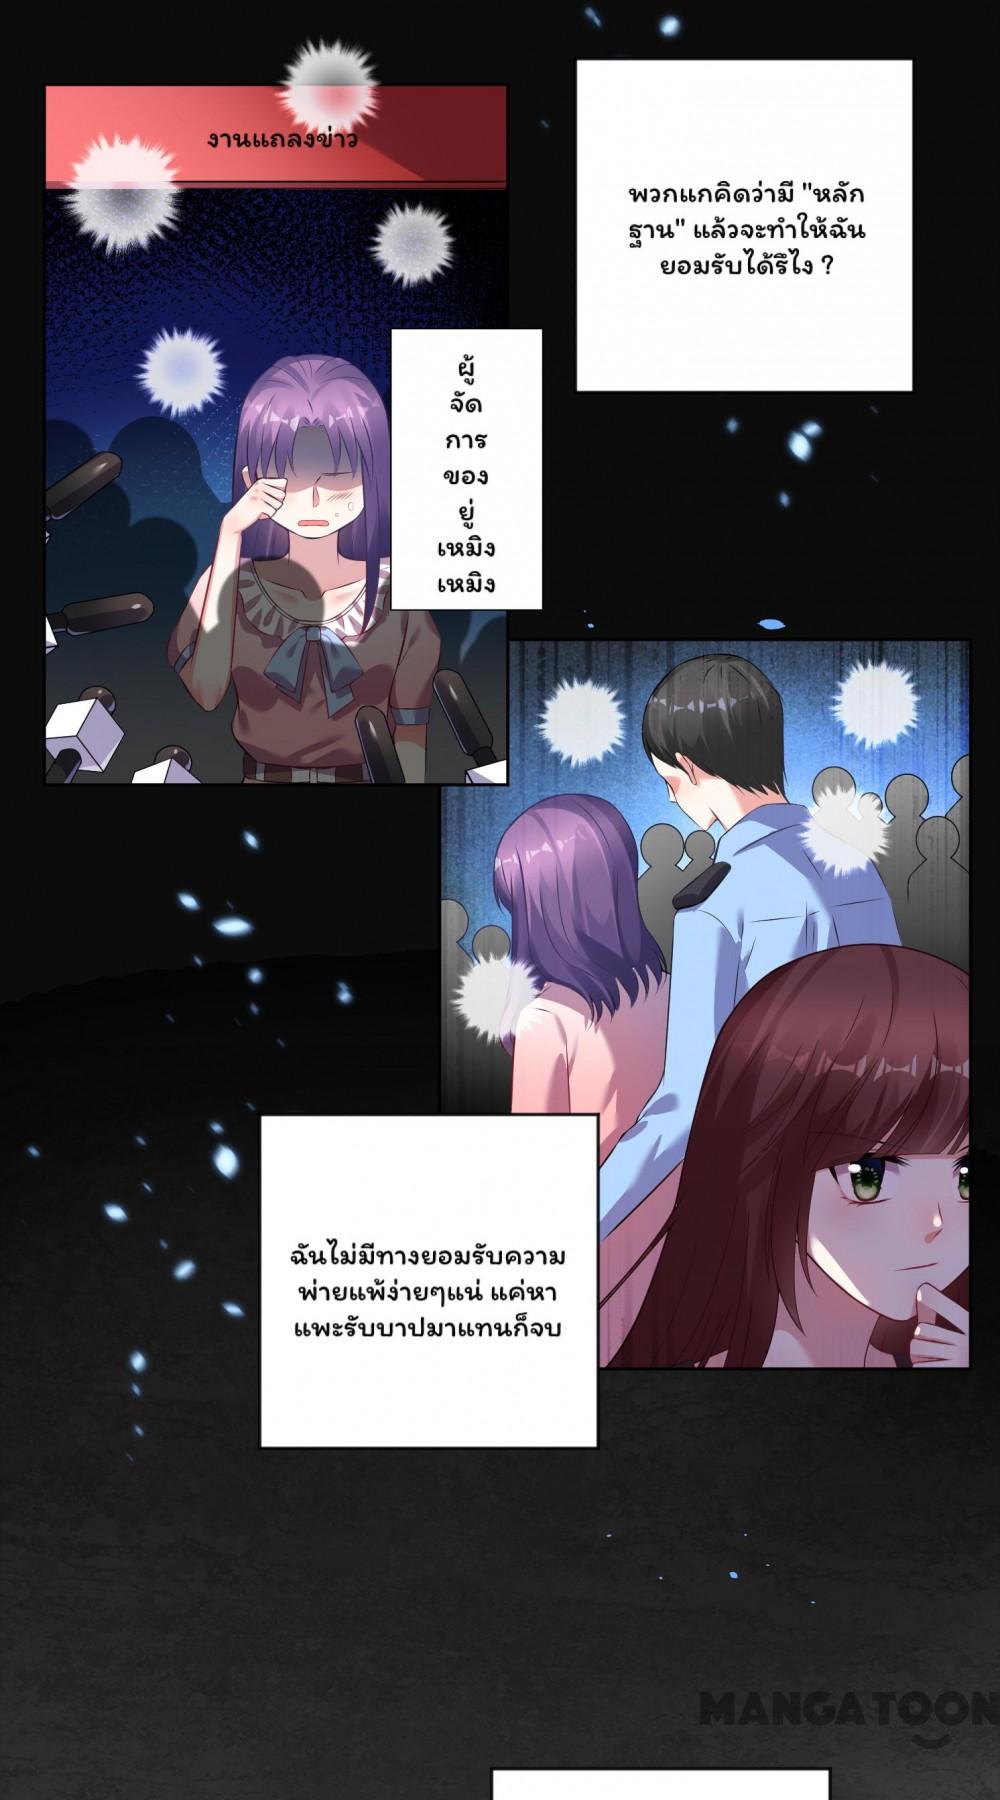 งานแถลงข่าว
พวกแกคิดว่ามี "หลัก
ฐาน" แล้วจะทำให้ฉัน
ยอมรับได้รึไง ?
ผู้
จัด
การ
ของ
ยู่
เหมิง
เหมิง
ฉันไม่มีทางยอมรับความ
พ่ายแพ้ง่ายๆแน่ แค่หา
แพะรับบาปมาแทนก็จบ
MANGATOON